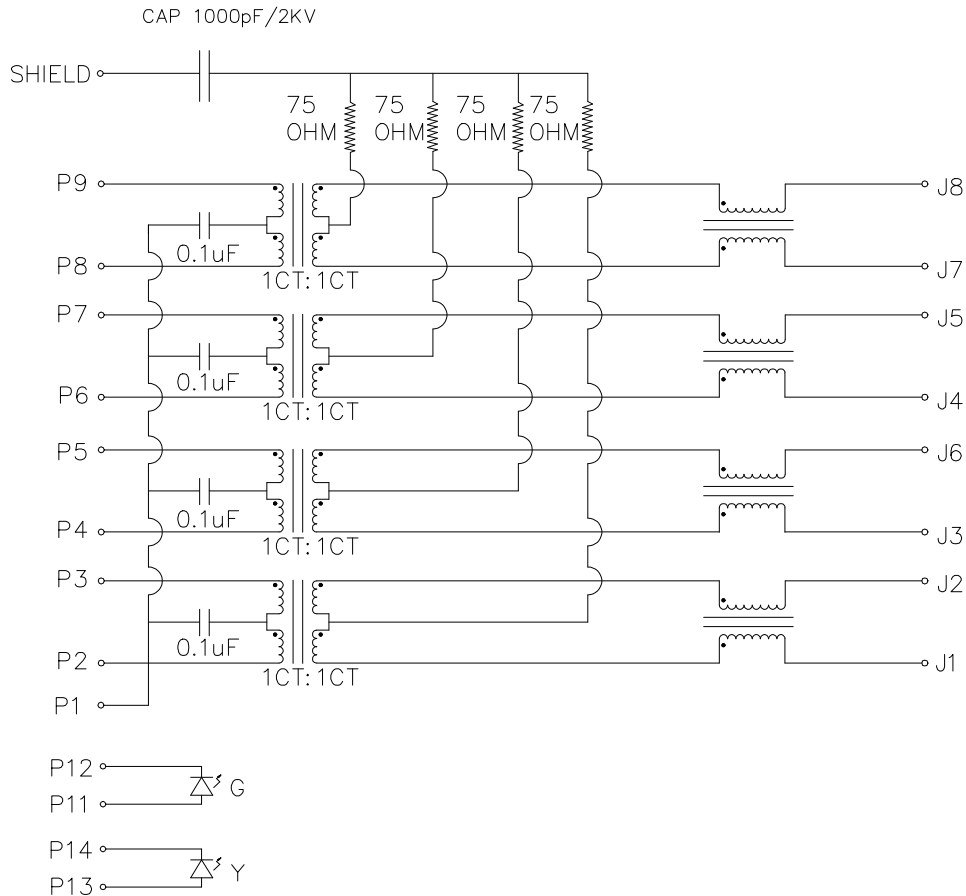 CAP 1000pF/2KV
SHIELD
75 OHM
75 OHM
75 OHM
75 OHM
P9
J8
0.1uF
P8
1CT:1CT
J7
P7
J5
0.1uF
P6
1CT:1CT
J4
P5
J6
0.1uF
P4
1CT:1CT
J3
P3
J2
0.1uF
P2
1CT:1CT
J1
P1
P12
G
P11
P14
Y
P13